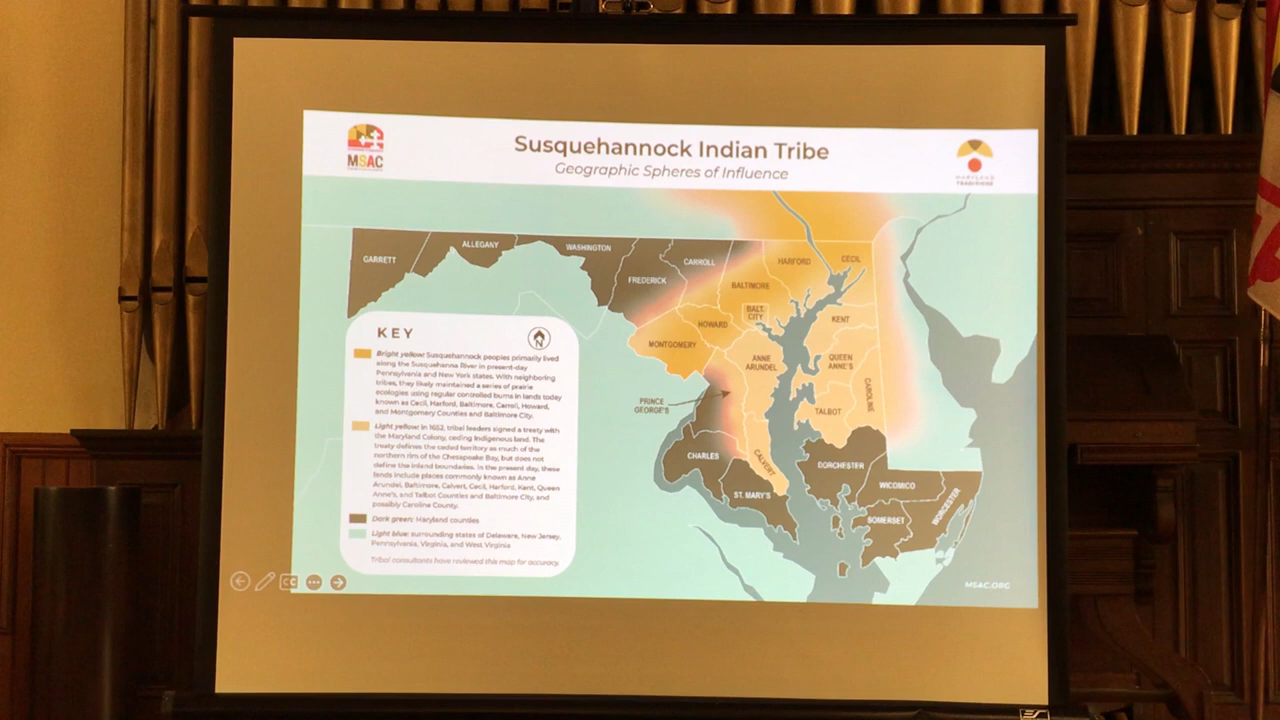 Susquehannock Indian Tribe
Geographic Spheres of Influence
MSAC
MARYLAND
TRADITIONS
GARRETT
ALLEGANY
WASHINGTON
FREDERICK
CARROLL
HARFORD
CECIL
BALTIMORE
BALT.
CITY
KENT
HOWARD
MONTGOMERY
ANNE
ARUNDEL
QUEEN
ANNE'S
CAROLINE
TALBOT
PRINCE
GEORGE'S
CHARLES
CALVERT
ST. MARY'S
DORCHESTER
WICOMICO
WORCESTER
SOMERSET
KEY
N
Bright yellow: Susquehannock peoples primarily lived
along the Susquehanna River in present-day
Pennsylvania and New York states. With neighboring
tribes, they likely maintained a series of prairie
ecologies using regular controlled burns in lands today
known as Cecil, Harford, Baltimore, Carroll, Howard,
and Montgomery Counties and Baltimore City.
Light yellow: in 1652, tribal leaders signed a treaty with
the Maryland Colony, ceding Indigenous land. The
treaty defines the ceded territory as much of the
northern rim of the Chesapeake Bay, but does not
define the inland boundaries. In the present day, these
lands include places commonly known as Anne
Arundel, Baltimore, Calvert, Cecil, Harford, Kent, Queen
Anne's, and Talbot Counties and Baltimore City, and
possibly Caroline County.
Dark green: Maryland counties
Light blue: surrounding states of Delaware, New Jersey,
Pennsylvania, Virginia, and West Virginia
Tribal consultants have reviewed this map for accuracy.
CC
MSAC.ORG